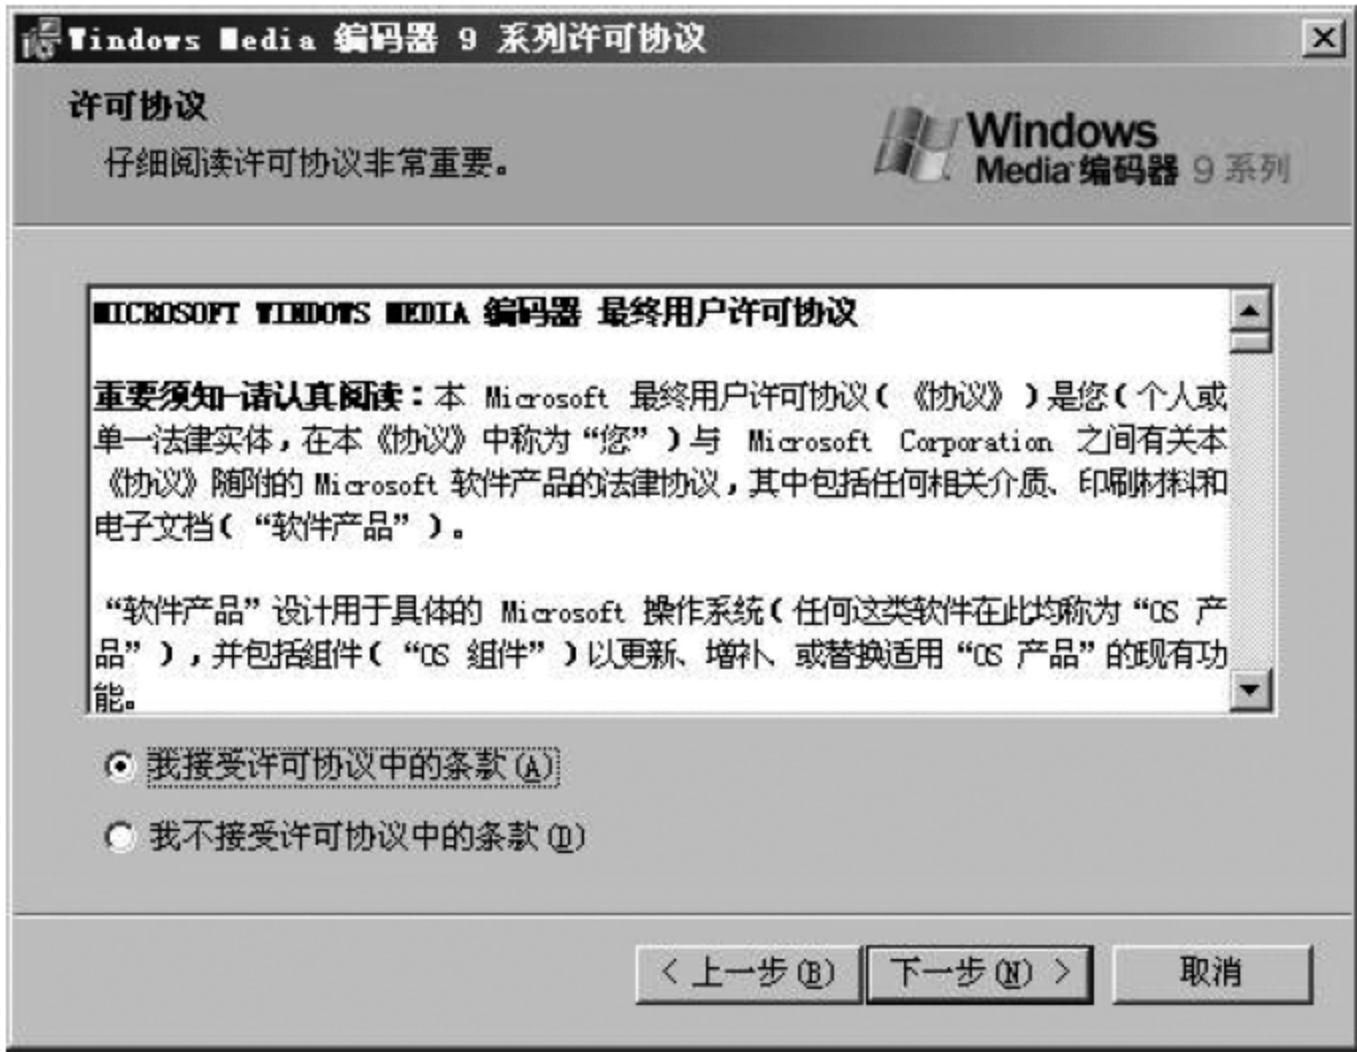 Windows Media 编码器 9 系列许可协议
许可协议
仔细阅读许可协议非常重要。
Windows
Media 编码器 9 系列
MICROSOFT WINDOWS MEDIA 编码器 最终用户许可协议
重要须知-请认真阅读：本 Microsoft 最终用户许可协议(《协议》)是您(个人或
单一法律实体，在本《协议》中称为“您”)与 Microsoft Corporation 之间有关本
《协议》随附的 Microsoft 软件产品的法律协议，其中包括任何相关介质、印刷材料和
电子文档(“软件产品”)。
“软件产品”设计用于具体的 Microsoft 操作系统(任何这类软件在此均称为“OS 产
品”)，并包括组件(“OS 组件”)以更新、增补、或替换适用“OS 产品”的现有功
能。
我接受许可协议中的条款(A)
我不接受许可协议中的条款(D)
< 上一步(B)
下一步(N) >
取消